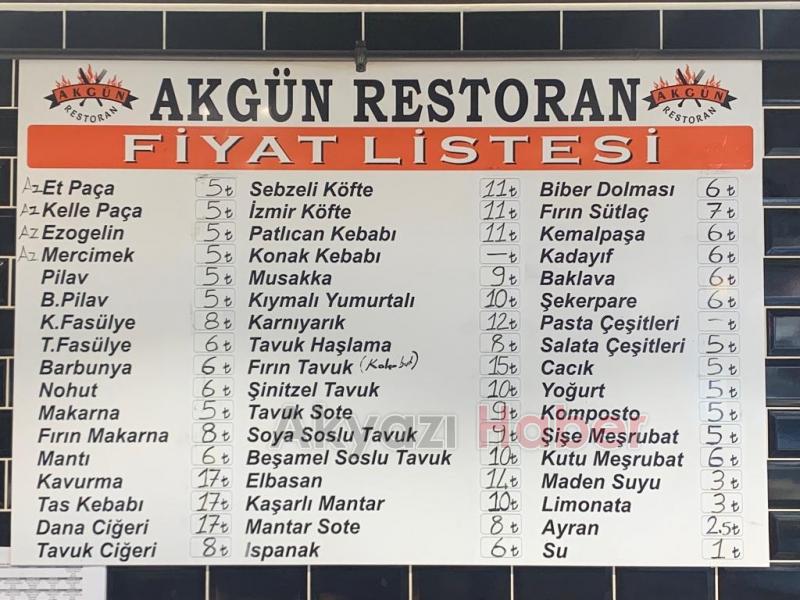 AKGÜN RESTORAN
AKGÜN RESTORAN
AKGÜN RESTORAN
FİYAT LİSTESİ
Az Et Paça 5₺
Az Kelle Paça 5₺
Az Ezogelin 5₺
Az Mercimek 5₺
Pilav 5₺
B.Pilav 5₺
K.Fasülye 8₺
T.Fasülye 6₺
Barbunya 6₺
Nohut 6₺
Makarna 5₺
Fırın Makarna 8₺
Mantı 6₺
Kavurma 17₺
Tas Kebabı 17₺
Dana Ciğeri 17₺
Tavuk Ciğeri 8₺
Sebzeli Köfte 11₺
İzmir Köfte 11₺
Patlıcan Kebabı 11₺
Konak Kebabı —₺
Musakka 9₺
Kıymalı Yumurtalı 10₺
Karnıyarık 12₺
Tavuk Haşlama 8₺
Fırın Tavuk 15₺
Şinitzel Tavuk 10₺
Tavuk Sote 9₺
Soya Soslu Tavuk 9₺
Beşamel Soslu Tavuk 10₺
Elbasan 14₺
Kaşarlı Mantar 10₺
Mantar Sote 8₺
Ispanak 6₺
Biber Dolması 6₺
Fırın Sütlaç 7₺
Kemalpaşa 6₺
Kadayıf 6₺
Baklava 6₺
Şekerpare 6₺
Pasta Çeşitleri -₺
Salata Çeşitleri 5₺
Cacık 5₺
Yoğurt 5₺
Komposto 5₺
Şişe Meşrubat 5₺
Kutu Meşrubat 6₺
Maden Suyu 3₺
Limonata 3₺
Ayran 2.5₺
Su 1₺
Akyazı Haber